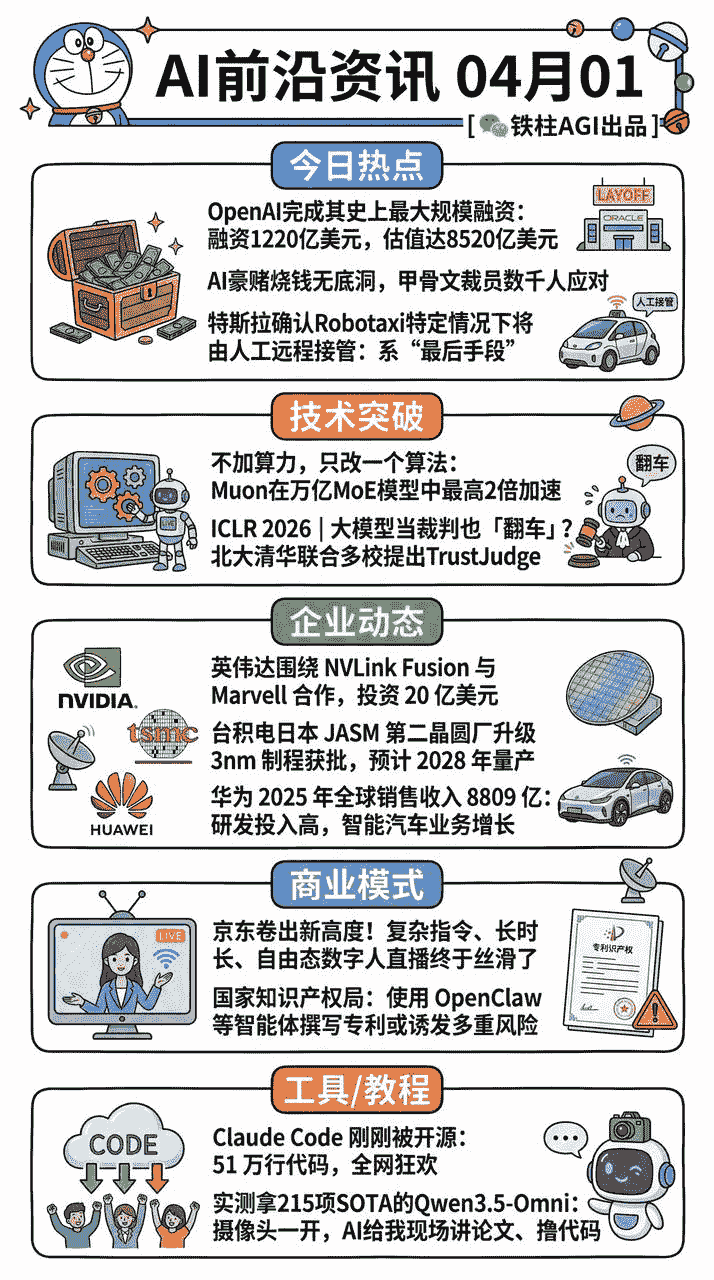 AI前沿资讯 04月01
[ 铁柱AGI出品 ]
今日热点
OpenAI完成其史上最大规模融资：
融资1220亿美元，估值达8520亿美元
LAYOFF
ORACLE
AI豪赌烧钱无底洞，甲骨文裁员数千人应对
特斯拉确认Robotaxi特定情况下将
由人工远程接管：系“最后手段”
人工接管
技术突破
不加算力，只改一个算法：
Muon在万亿MoE模型中最高2倍加速
翻车
ICLR 2026｜大模型当裁判也「翻车」?
北大清华联合多校提出TrustJudge
企业动态
NVIDIA.
英伟达围绕 NVLink Fusion 与
Marvell 合作，投资 20 亿美元
tsmc
台积电日本 JASM 第二晶圆厂升级
3nm 制程获批，预计 2028 年量产
HUAWEI
华为 2025 年全球销售收入 8809 亿：
研发投入高，智能汽车业务增长
商业模式
LIVE
京东卷出新高度！复杂指令、长时
长、自由态数字人直播终于丝滑了
专利识产权
国家知识产权局：使用 OpenClaw
等智能体撰写专利或诱发多重风险
工具/教程
CODE
Claude Code 刚刚被开源：
51 万行代码，全网狂欢
实测拿215项SOTA的Qwen3.5-Omni：
摄像头一开，AI给我现场讲论文、撸代码